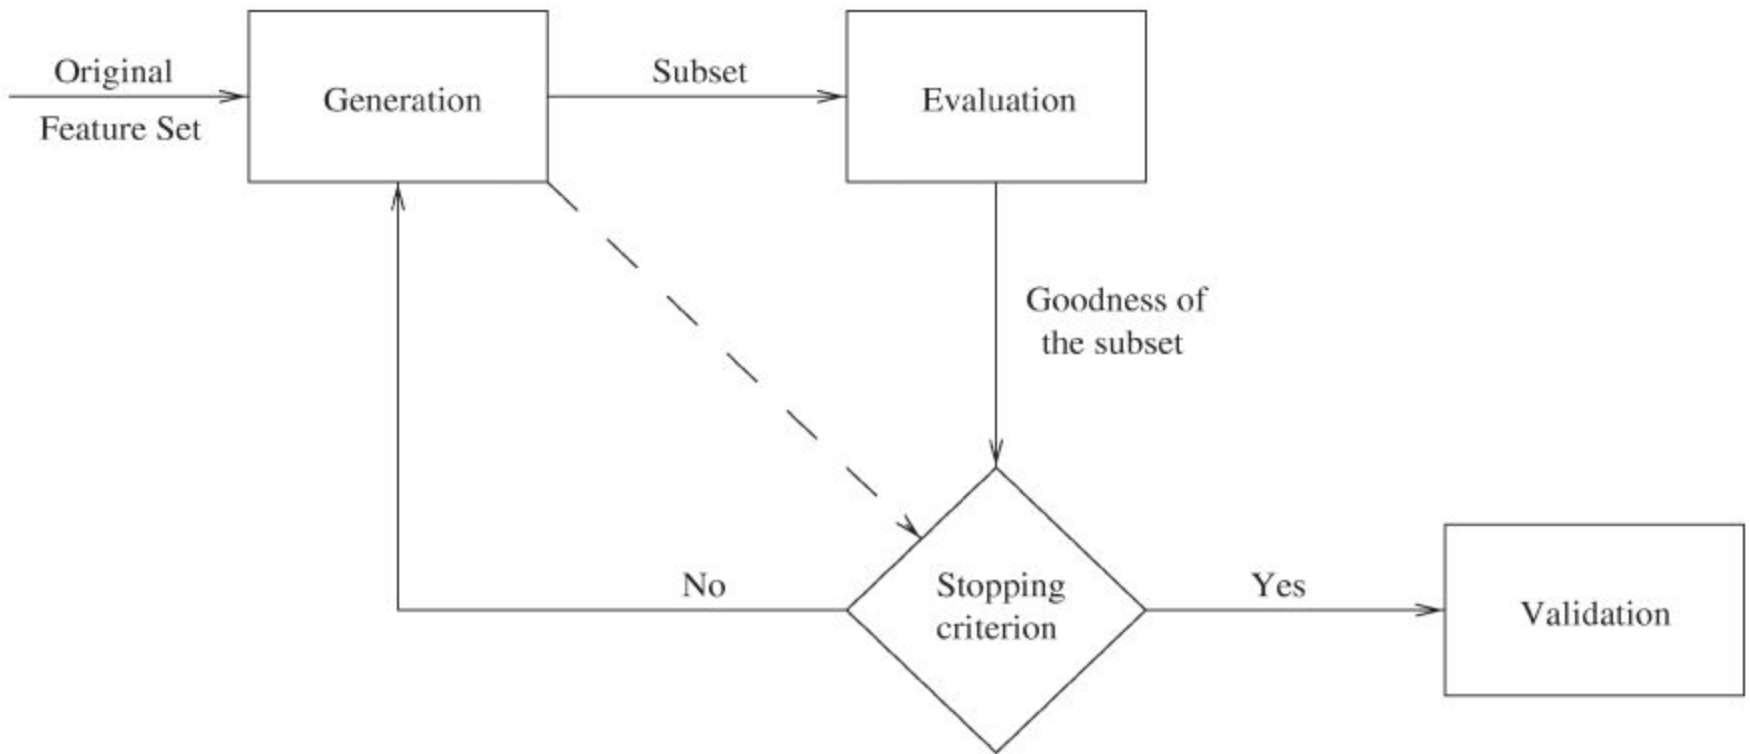 Original
Feature Set
Generation
Subset
Evaluation
Goodness of
the subset
No
Stopping
criterion
Yes
Validation